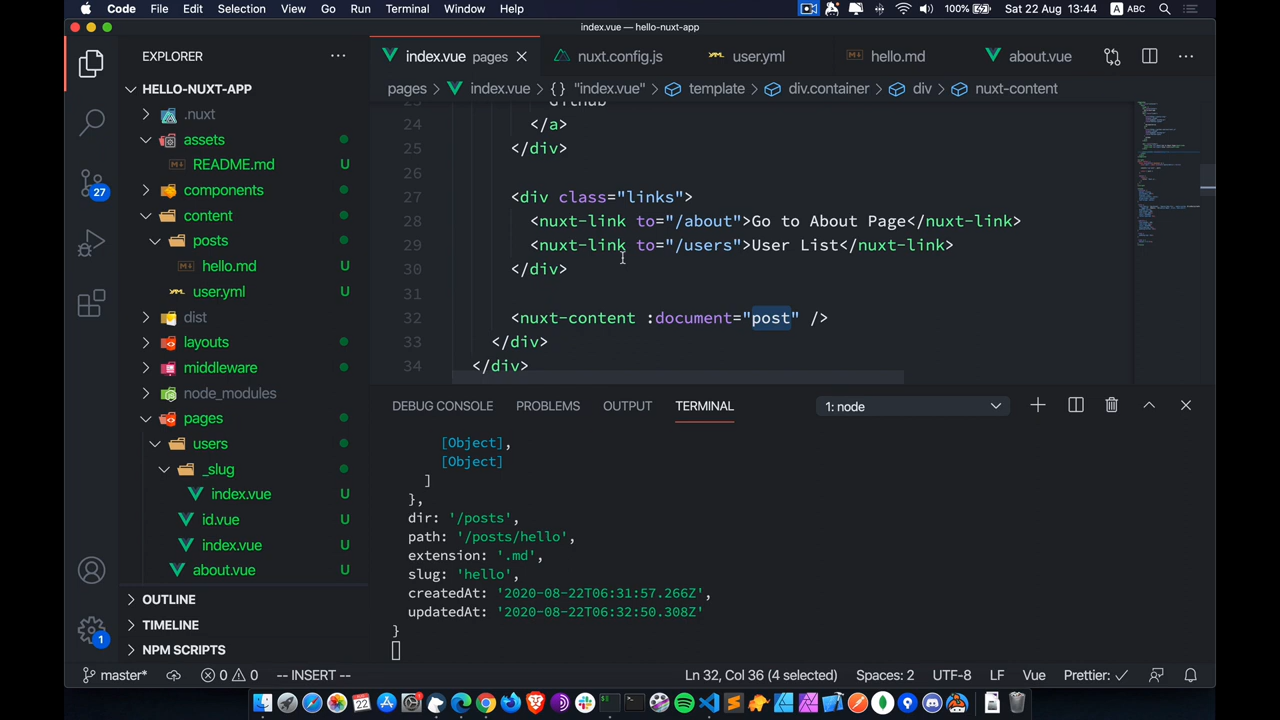 Code File Edit Selection View Go Run Terminal Window Help 100% Sat 22 Aug 13:44 A ABC
index.vue — hello-nuxt-app
EXPLORER
index.vue pages
nuxt.config.js
user.yml
hello.md
about.vue
pages > index.vue > {} "index.vue" > template > div.container > div > nuxt-content
HELLO-NUXT-APP
.nuxt
assets
README.md U
components
content
posts
hello.md U
user.yml U
dist
layouts
middleware
node_modules
pages
users
_slug
index.vue U
id.vue U
index.vue U
about.vue U
OUTLINE
TIMELINE
NPM SCRIPTS
27
1
GitHub
24 </a>
25 </div>
26
27 <div class="links">
28 <nuxt-link to="/about">Go to About Page</nuxt-link>
29 <nuxt-link to="/users">User List</nuxt-link>
30 </div>
31
32 <nuxt-content :document="post" />
33 </div>
34 </div>
DEBUG CONSOLE PROBLEMS OUTPUT TERMINAL 1: node
[Object],
[Object]
]
},
dir: '/posts',
path: '/posts/hello',
extension: '.md',
slug: 'hello',
createdAt: '2020-08-22T06:31:57.266Z',
updatedAt: '2020-08-22T06:32:50.308Z'
}
master* 0 0 -- INSERT -- Ln 32, Col 36 (4 selected) Spaces: 2 UTF-8 LF Vue Prettier: ✓